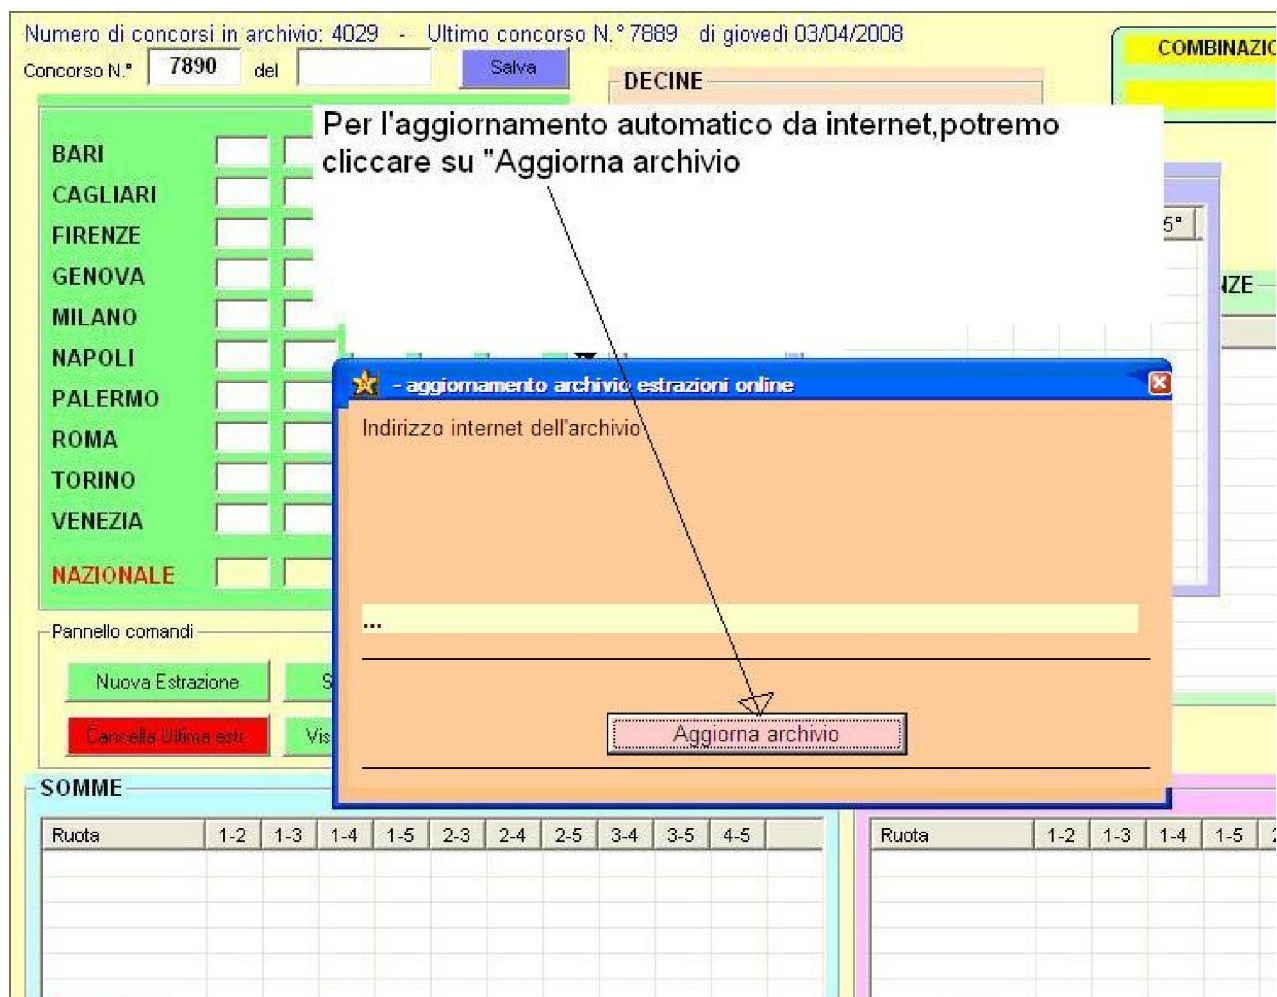 Numero di concorsi in archivio: 4029 - Ultimo concorso N.° 7889 di giovedì 03/04/2008
Concorso N.° 7890 del Salva
DECINE
COMBINAZIO
Per l'aggiornamento automatico da internet,potremo
cliccare su "Aggiorna archivio
BARI
CAGLIARI
FIRENZE
GENOVA
MILANO
NAPOLI
PALERMO
ROMA
TORINO
VENEZIA
NAZIONALE
5°
NZE
- aggiornamento archivio estrazioni online
Indirizzo internet dell'archivio
...
Aggiorna archivio
Pannello comandi
Nuova Estrazione S
Cancella Ultima estr. Vis
SOMME
Ruota 1-2 1-3 1-4 1-5 2-3 2-4 2-5 3-4 3-5 4-5
Ruota 1-2 1-3 1-4 1-5 2